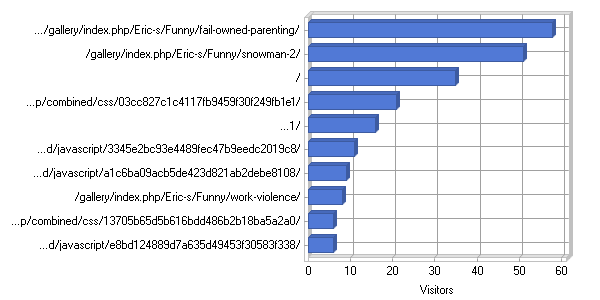 .../gallery/index.php/Eric-s/Funny/fail-owned-parenting/
/gallery/index.php/Eric-s/Funny/snowman-2/
/
...p/combined/css/03cc827c1c4117fb9459f30f249fb1e1/
...1/
...d/javascript/3345e2bc93e4489fec47b9eedc2019c8/
...d/javascript/a1c6ba09acb5de423d821ab2debe8108/
/gallery/index.php/Eric-s/Funny/work-violence/
...p/combined/css/13705b65d5b616bdd486b2b18ba5a2a0/
...d/javascript/e8bd124889d7a635d49453f30583f338/
0 10 20 30 40 50 60
Visitors